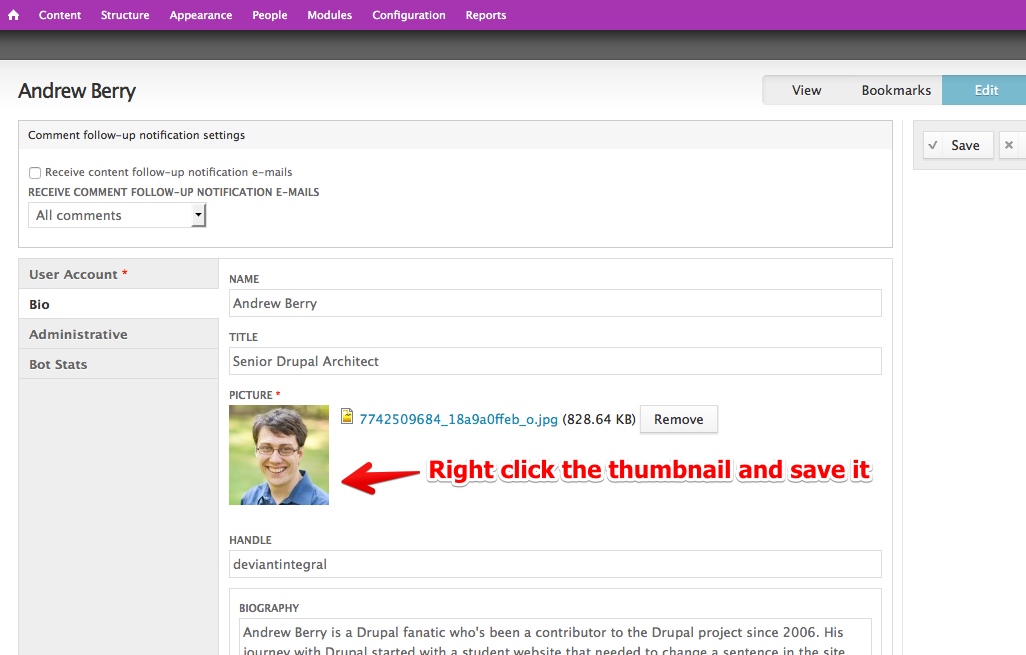 Content Structure Appearance People Modules Configuration Reports
Andrew Berry
View Bookmarks Edit
Comment follow-up notification settings
Save
Receive content follow-up notification e-mails
RECEIVE COMMENT FOLLOW-UP NOTIFICATION E-MAILS
All comments
User Account *
Bio
Administrative
Bot Stats
NAME
Andrew Berry
TITLE
Senior Drupal Architect
PICTURE *
7742509684_18a9a0ffeb_o.jpg (828.64 KB) Remove
Right click the thumbnail and save it
HANDLE
deviantintegral
BIOGRAPHY
Andrew Berry is a Drupal fanatic who's been a contributor to the Drupal project since 2006. His
journey with Drupal started with a student website that needed to change a sentence in the site